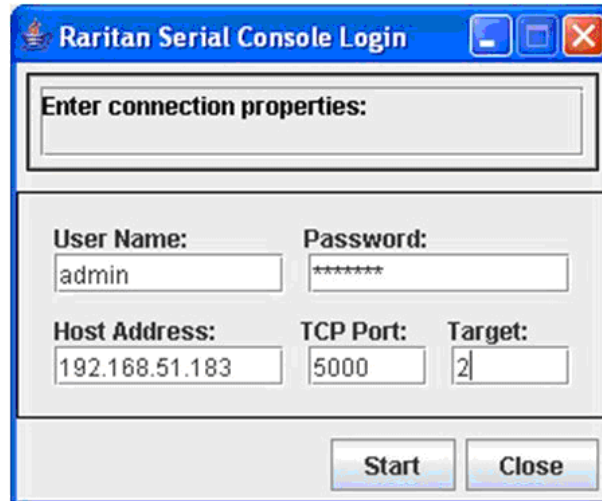 Raritan Serial Console Login
Enter connection properties:
User Name: Password:
admin *******
Host Address: TCP Port: Target:
192.168.51.183 5000 2
Start Close